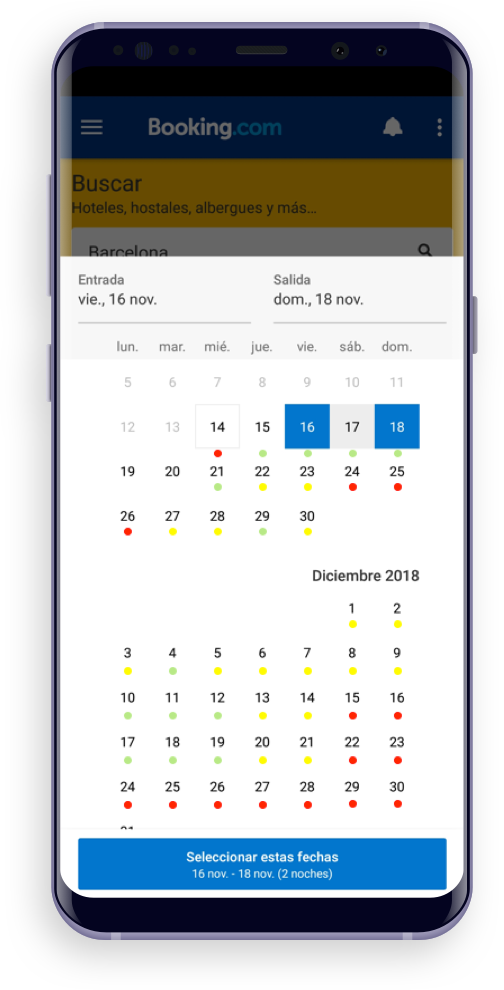 Booking.com
Buscar
Hoteles, hostales, albergues y más...
Barcelona
Entrada Salida
vie., 16 nov. dom., 18 nov.
lun. mar. mié. jue. vie. sáb. dom.
5 6 7 8 9 10 11
12 13 14 15 16 17 18
19 20 21 22 23 24 25
26 27 28 29 30
Diciembre 2018
1 2
3 4 5 6 7 8 9
10 11 12 13 14 15 16
17 18 19 20 21 22 23
24 25 26 27 28 29 30
31
Seleccionar estas fechas
16 nov. - 18 nov. (2 noches)